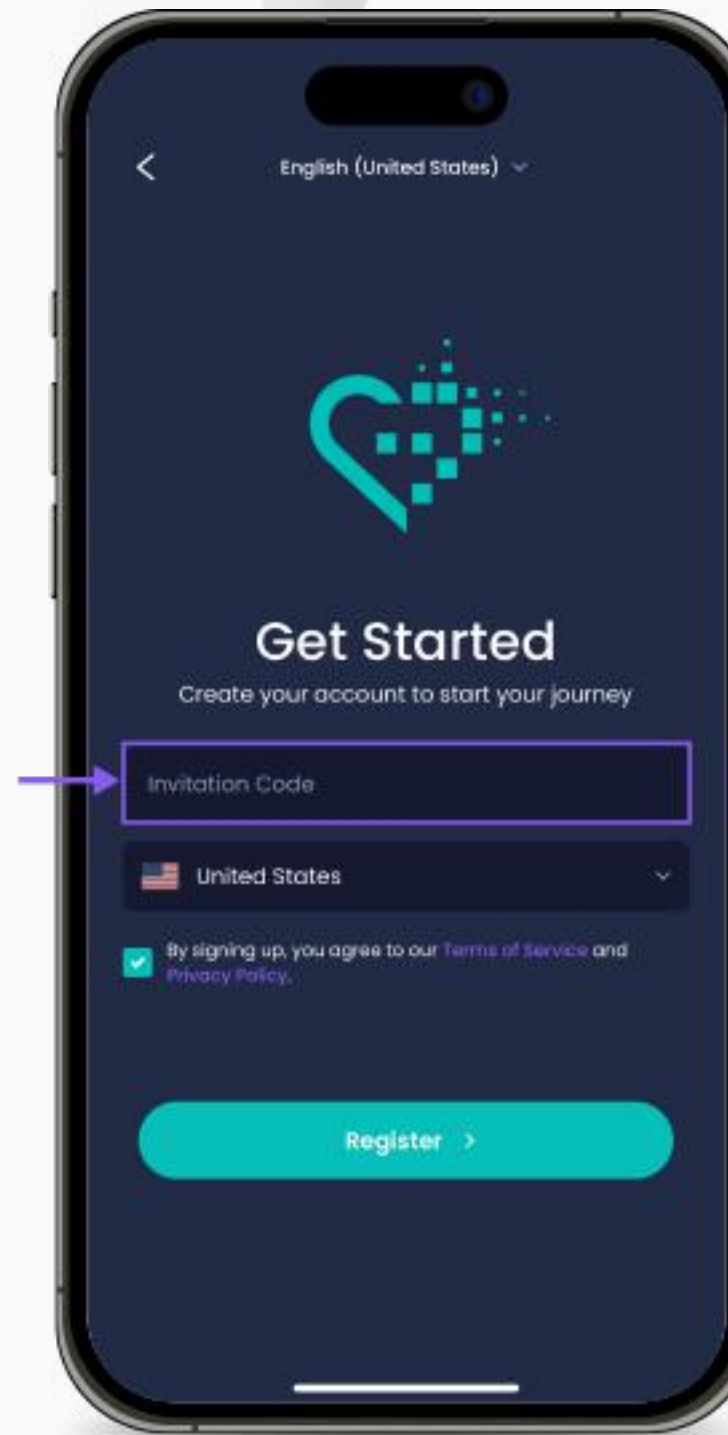 English (United States)
Get Started
Create your account to start your journey
Invitation Code
United States
By signing up, you agree to our Terms of Service and
Privacy Policy.
Register